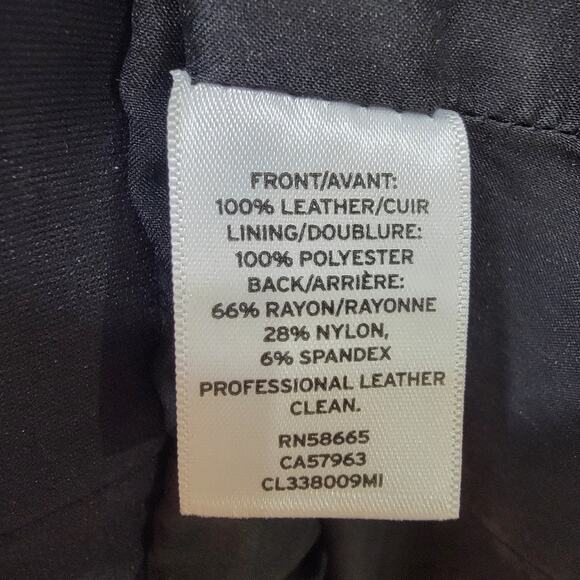 FRONT/AVANT:
100% LEATHER/CUIR
LINING/DOUBLURE:
100% POLYESTER
BACK/ARRIÈRE:
66% RAYON/RAYONNE
28% NYLON,
6% SPANDEX
PROFESSIONAL LEATHER
CLEAN.
RN58665
CA57963
CL338009MI